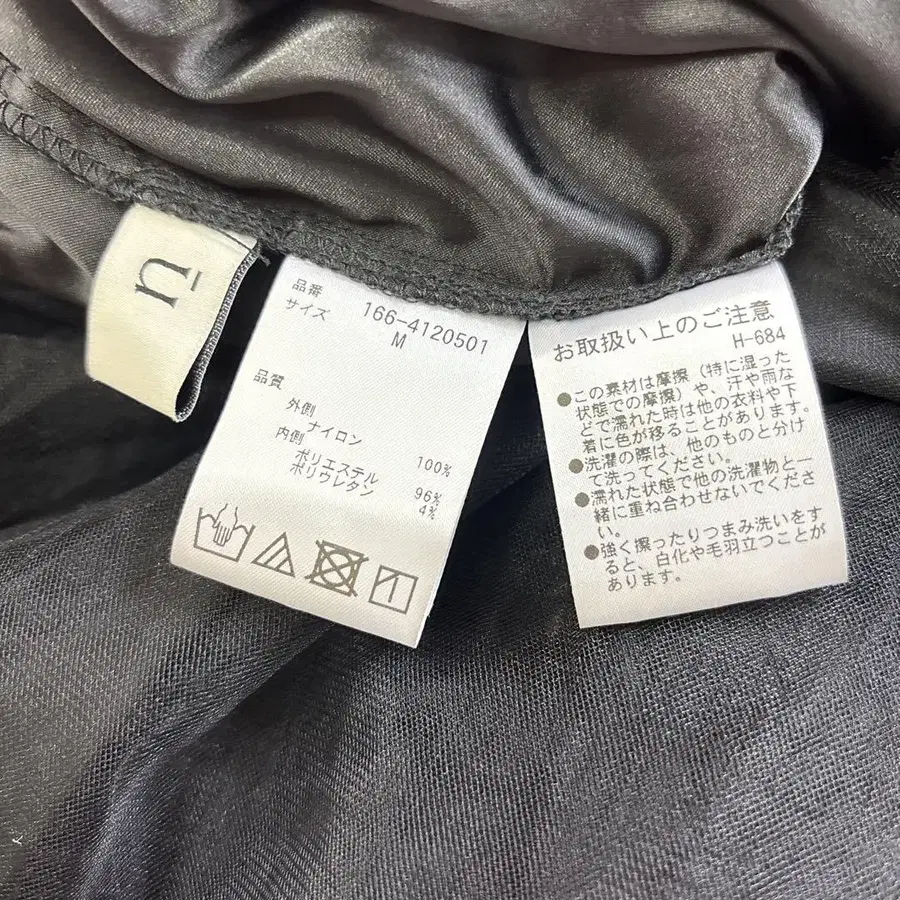 n
品番 166-4120501
サイズ M
品質
外側
ナイロン 100%
内側
ポリエステル 96%
ポリウレタン 4%
お取扱い上のご注意
H-684
●この素材は摩擦(特に湿った
状態での摩擦)や、汗や雨な
どで濡れた時は他の衣料や下
着に色が移ることがあります。
●洗濯の際は、他のものと分け
て洗ってください。
●濡れた状態で他の洗濯物と一
緒に重ね合わせないでくださ
い。
●強く擦ったりつまみ洗いをす
ると、白化や毛羽立つことが
あります。